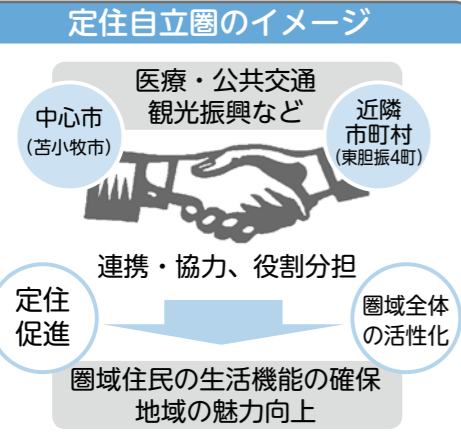 定住自立圏のイメージ
医療・公共交通
観光振興など
中心市
(苫小牧市)
近隣
市町村
(東胆振4町)
連携・協力、役割分担
定住
促進
圏域全体
の活性化
圏域住民の生活機能の確保
地域の魅力向上